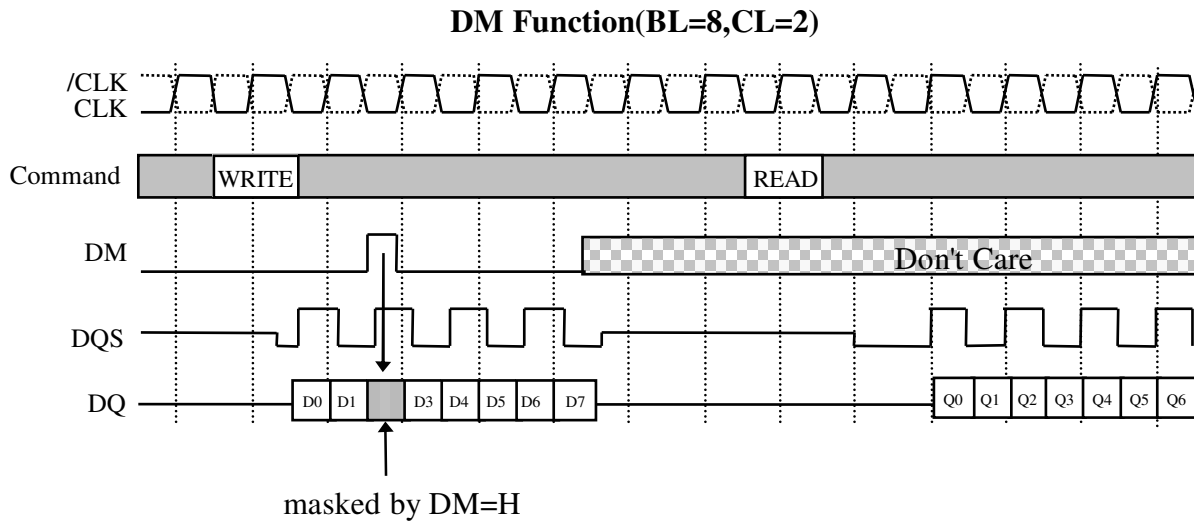 DM Function(BL=8,CL=2)
/CLK
CLK
Command
WRITE
READ
DM
Don't Care
DQS
DQ
D0 D1 D3 D4 D5 D6 D7
Q0 Q1 Q2 Q3 Q4 Q5 Q6
masked by DM=H